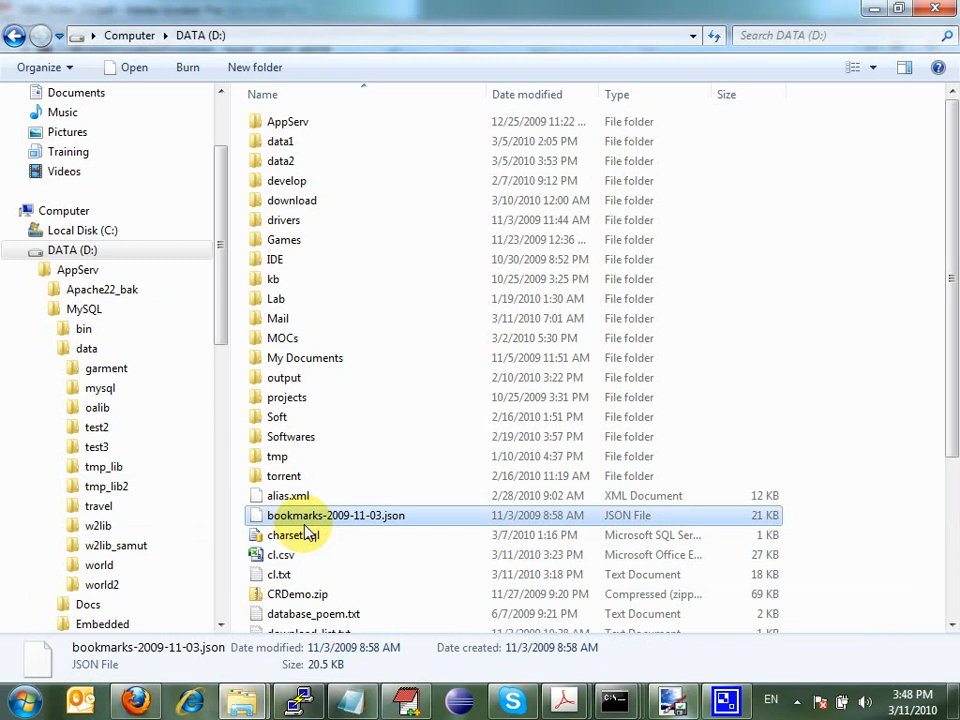 Computer DATA (D:) Search DATA (D:)
Organize Open Burn New folder
Documents
Music
Pictures
Training
Videos
Computer
Local Disk (C:)
DATA (D:)
AppServ
Apache22_bak
MySQL
bin
data
garment
mysql
oalib
test2
test3
tmp_lib
tmp_lib2
travel
w2lib
w2lib_samut
world
world2
Docs
Embedded
Name Date modified Type Size
AppServ 12/25/2009 11:22 ... File folder
data1 3/5/2010 2:05 PM File folder
data2 3/5/2010 3:53 PM File folder
develop 2/7/2010 9:12 PM File folder
download 3/10/2010 12:00 AM File folder
drivers 11/3/2009 11:44 AM File folder
Games 11/23/2009 12:36 ... File folder
IDE 10/30/2009 8:52 PM File folder
kb 10/25/2009 3:25 PM File folder
Lab 1/19/2010 1:30 AM File folder
Mail 3/11/2010 7:01 AM File folder
MOCs 3/2/2010 5:30 PM File folder
My Documents 11/5/2009 11:51 AM File folder
output 2/10/2010 3:22 PM File folder
projects 10/25/2009 3:31 PM File folder
Soft 2/16/2010 1:51 PM File folder
Softwares 2/19/2010 3:57 PM File folder
tmp 3/10/2010 4:37 PM File folder
torrent 2/16/2010 11:19 AM File folder
alias.xml 2/28/2010 9:02 AM XML Document 12 KB
bookmarks-2009-11-03.json 11/3/2009 8:58 AM JSON File 21 KB
3/7/2010 1:16 PM Microsoft SQL Ser... 1 KB
cl.csv 3/11/2010 3:23 PM Microsoft Office E... 27 KB
cl.txt 3/11/2010 3:18 PM Text Document 27 KB
CRDemo.zip 11/27/2009 9:20 PM Compressed (zipp... 69 KB
database_poem.txt 6/7/2009 9:21 PM Text Document 2 KB
bookmarks-2009-11-03.json Date modified: 11/3/2009 8:58 AM Date created: 11/3/2009 8:58 AM
JSON File Size: 20.5 KB
EN 3:48 PM
3/11/2010